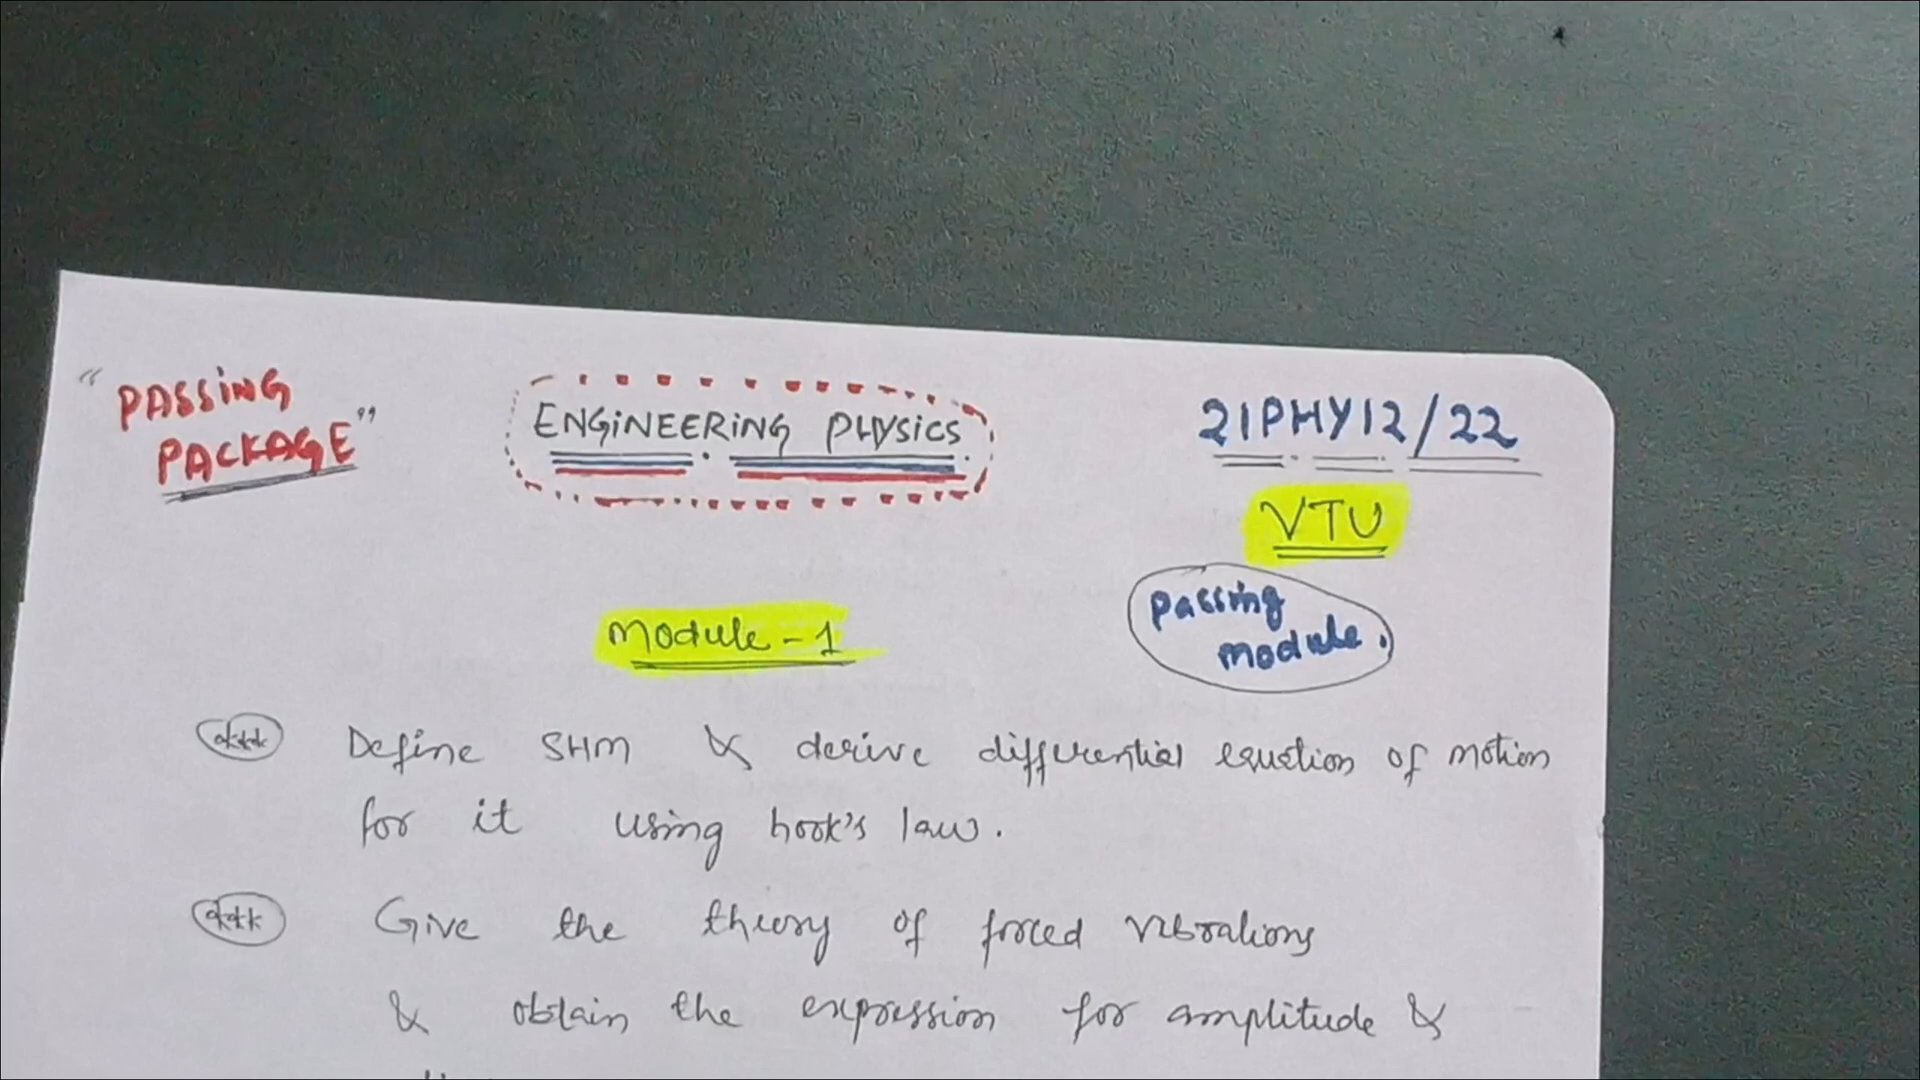 "PASSING
PACKAGE"
ENGINEERING PHYSICS
21PHY12/22
VTU
passing
module.
Module-1
*** Define SHM & derive differential equation of motion
for it using hook's law.
*** Give the theory of forced vibrations
& obtain the expression for amplitude &